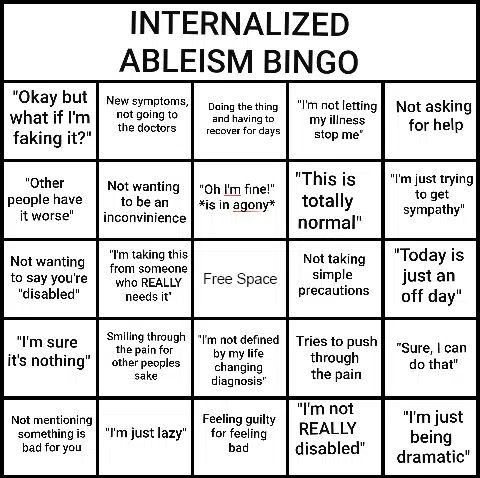 INTERNALIZED
ABLEISM BINGO
"Okay but
what if I'm
faking it?"
New symptoms,
not going to
the doctors
Doing the thing
and having to
recover for days
"I'm not letting
my illness
stop me"
Not asking
for help
"Other
people have
it worse"
Not wanting
to be an
inconvinience
"Oh I'm fine!"
*is in agony*
"This is
totally
normal"
"I'm just trying
to get
sympathy"
Not wanting
to say you're
"disabled"
"I'm taking this
from someone
who REALLY
needs it"
Free Space
Not taking
simple
precautions
"Today is
just an
off day"
"I'm sure
it's nothing"
Smiling through
the pain for
other peoples
sake
"I'm not defined
by my life
changing
diagnosis"
Tries to push
through
the pain
"Sure, I can
do that"
Not mentioning
something is
bad for you
"I'm just lazy"
Feeling guilty
for feeling
bad
"I'm not
REALLY
disabled"
"I'm just
being
dramatic"